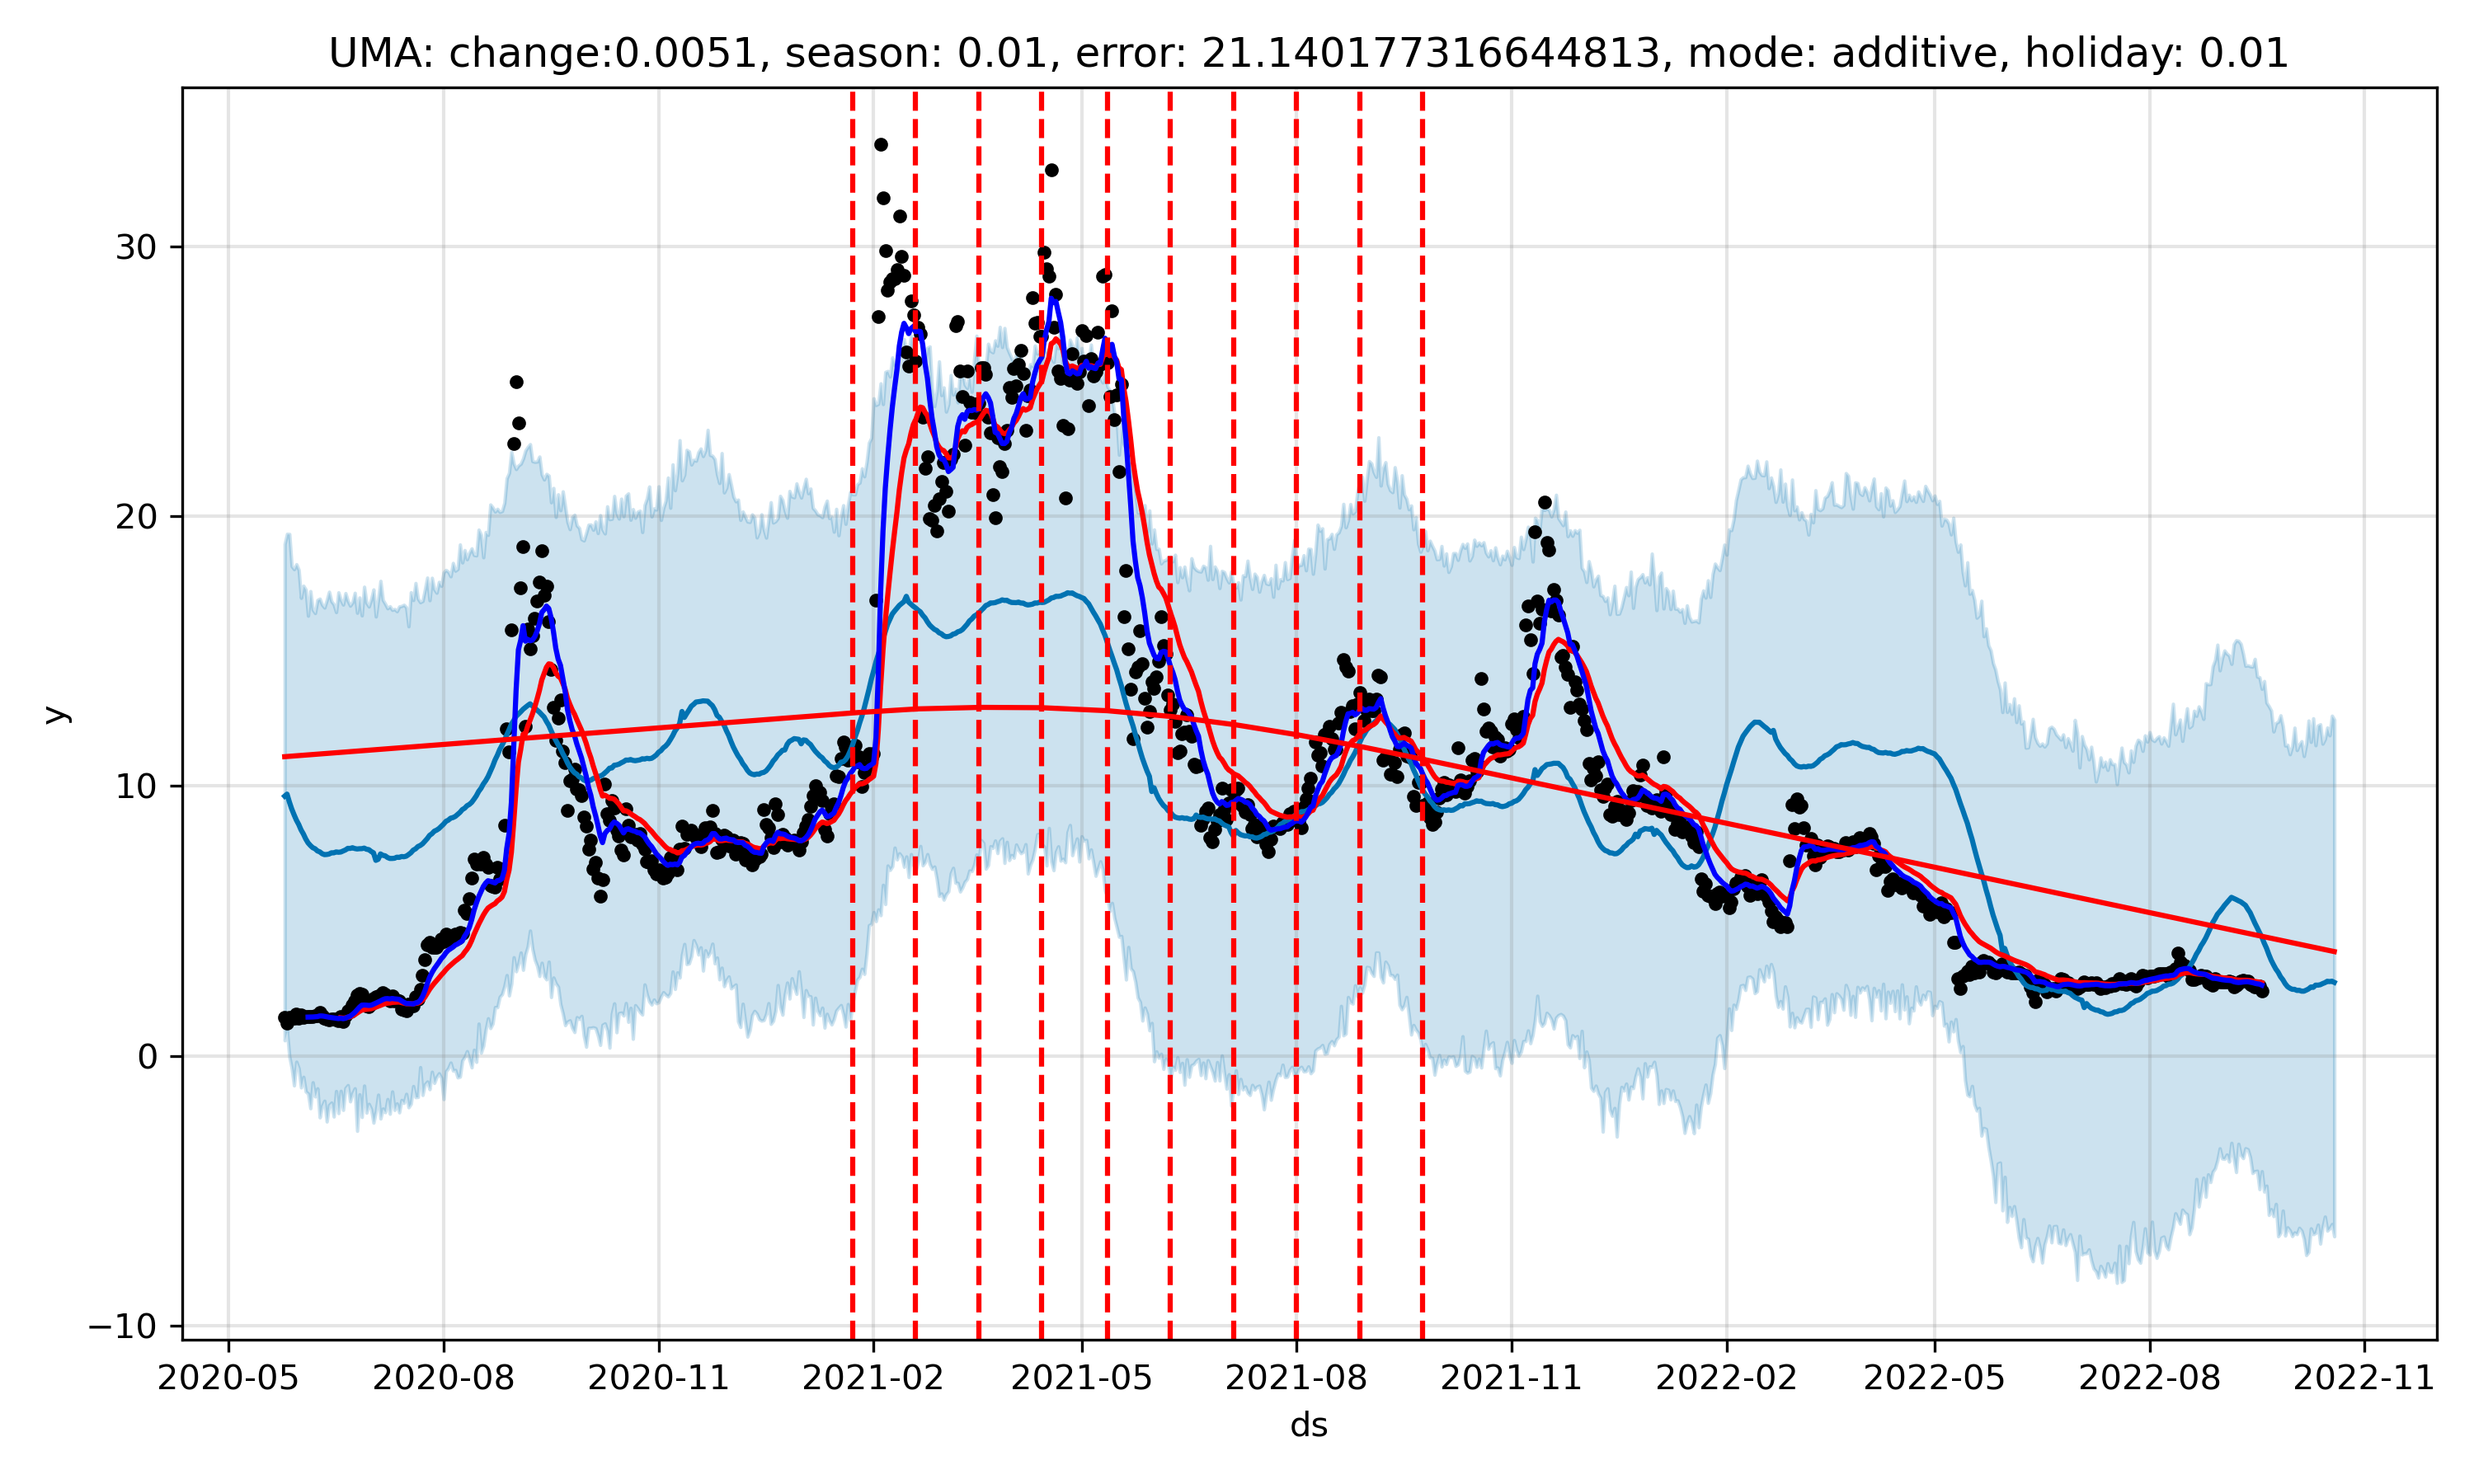 UMA: change:0.0051, season: 0.01, error: 21.140177316644813, mode: additive, holiday: 0.01
y
30
20
10
0
−10
2020-05 2020-08 2020-11 2021-02 2021-05 2021-08 2021-11 2022-02 2022-05 2022-08 2022-11
ds